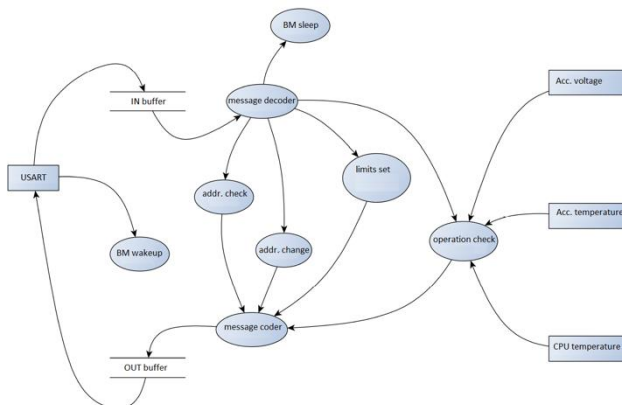 BM sleep
IN buffer
message decoder
Acc. voltage
USART
addr. check
limits set
Acc. temperature
BM wakeup
addr. change
operation check
message coder
OUT buffer
CPU temperature